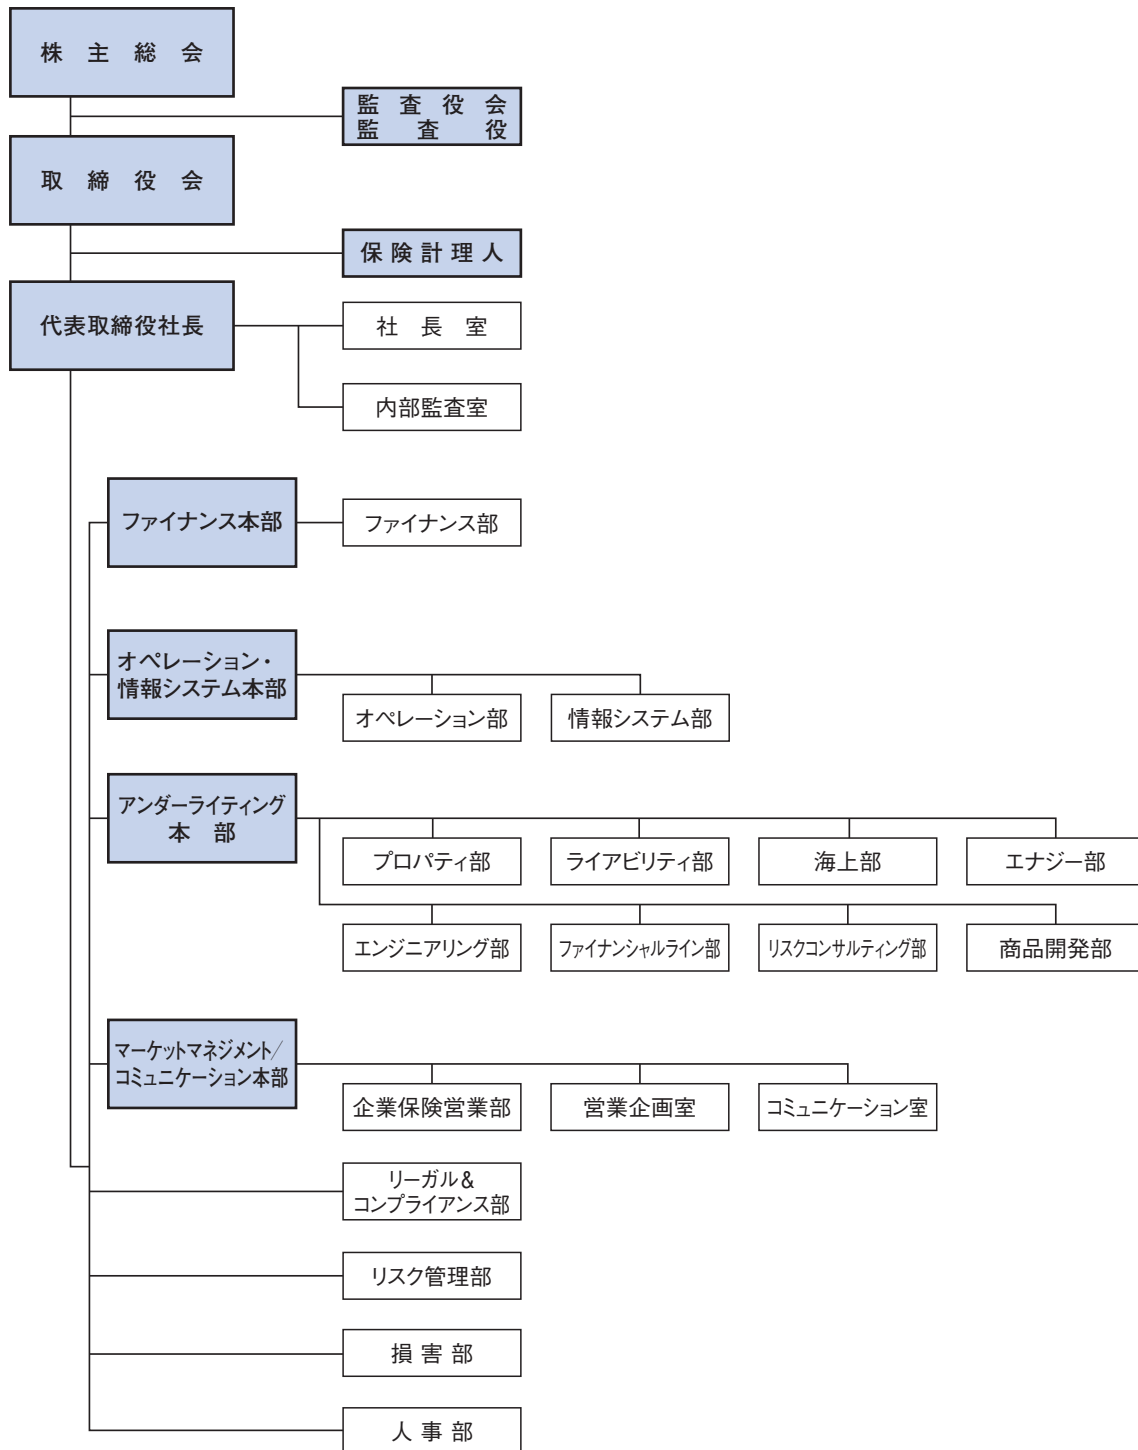 株主総会
監査役会
監査役
取締役会
保険計理人
代表取締役社長
社長室
内部監査室
ファイナンス本部
ファイナンス部
オペレーション・
情報システム本部
オペレーション部
情報システム部
アンダーライティング
本部
プロパティ部
ライアビリティ部
海上部
エナジー部
エンジニアリング部
ファイナンシャルライン部
リスクコンサルティング部
商品開発部
マーケットマネジメント/
コミュニケーション本部
企業保険営業部
営業企画室
コミュニケーション室
リーガル&
コンプライアンス部
リスク管理部
損害部
人事部